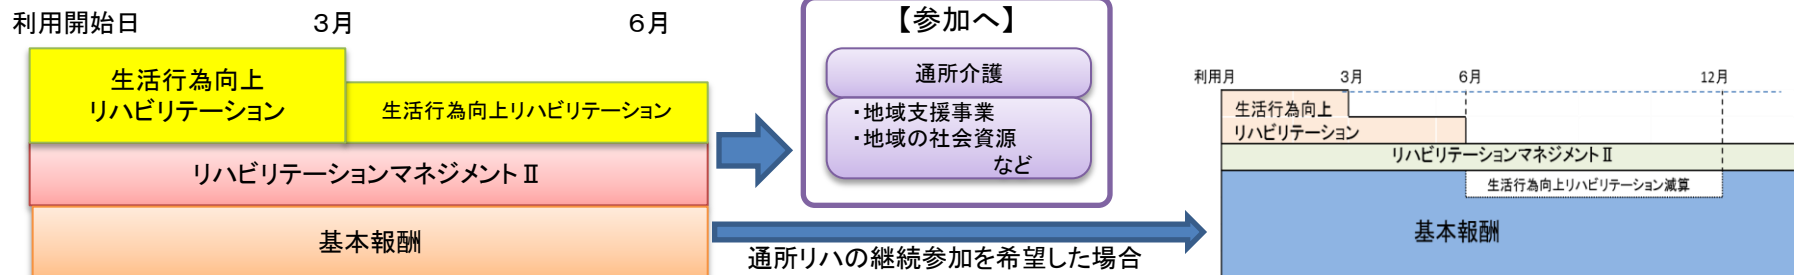 利用開始日 3月 6月
生活行為向上
リハビリテーション
生活行為向上リハビリテーション
リハビリテーションマネジメントⅡ
基本報酬
【参加へ】
通所介護
・地域支援事業
・地域の社会資源
など
通所リハの継続参加を希望した場合
利用月 3月 6月 12月
生活行為向上
リハビリテーション
リハビリテーションマネジメントⅡ
生活行為向上リハビリテーション減算
基本報酬